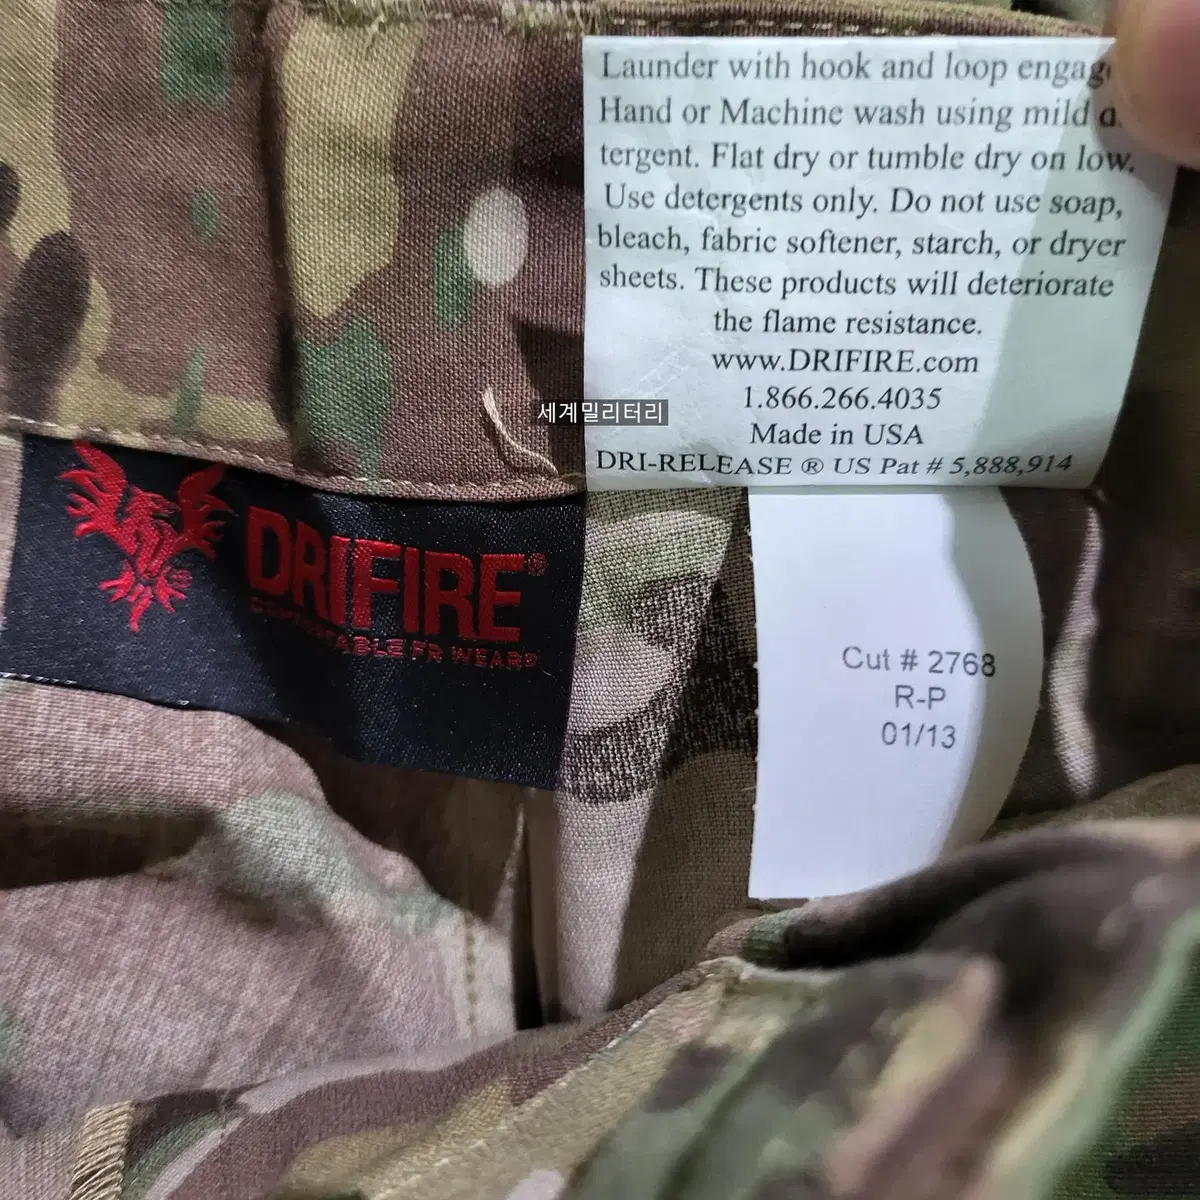 Launder with hook and loop
Hand or Machine wash using mild
tergent. Flat dry or tumble dry on low.
Use detergents only. Do not use soap,
bleach, fabric softener, starch, or dryer
sheets. These products will deteriorate
the flame resistance.
www.DRIFIRE.com
1.866.266.4035
Made in USA
DRI-RELEASE ® US Pat # 5,888,914
세계밀리터리
DRIFIRE®
FR WEAR®
Cut # 2768
R-P
01/13